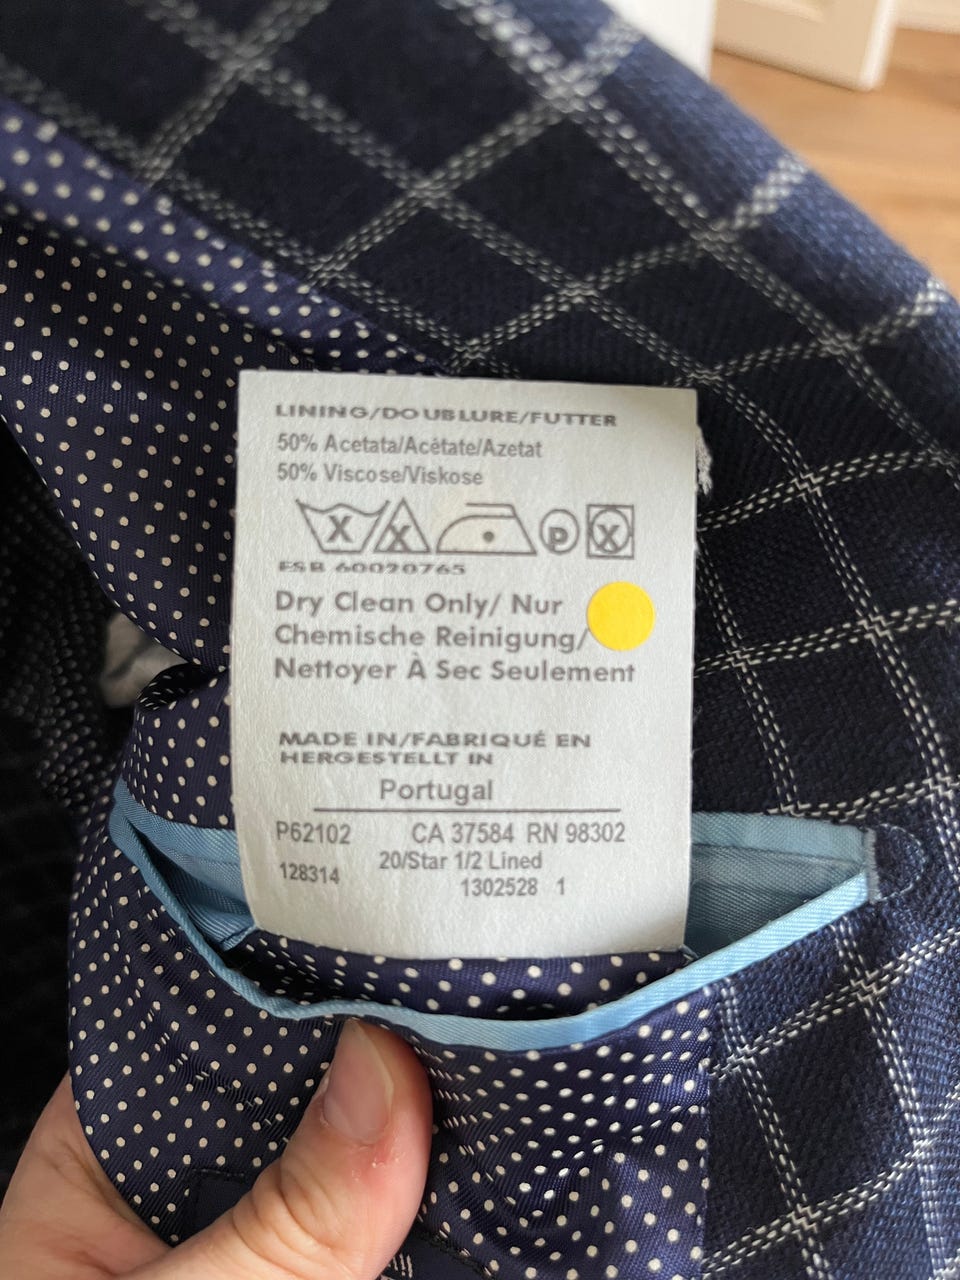 LINING/DOUBLURE/FUTTER
50% Acetata/Acétate/Azetat
50% Viscose/Viskose
X X P X
FSB 60020765
Dry Clean Only/ Nur
Chemische Reinigung/
Nettoyer À Sec Seulement
MADE IN/FABRIQUÉ EN
HERGESTELLT IN
Portugal
P62102 CA 37584 RN 98302
128314 20/Star 1/2 Lined
1302528 1